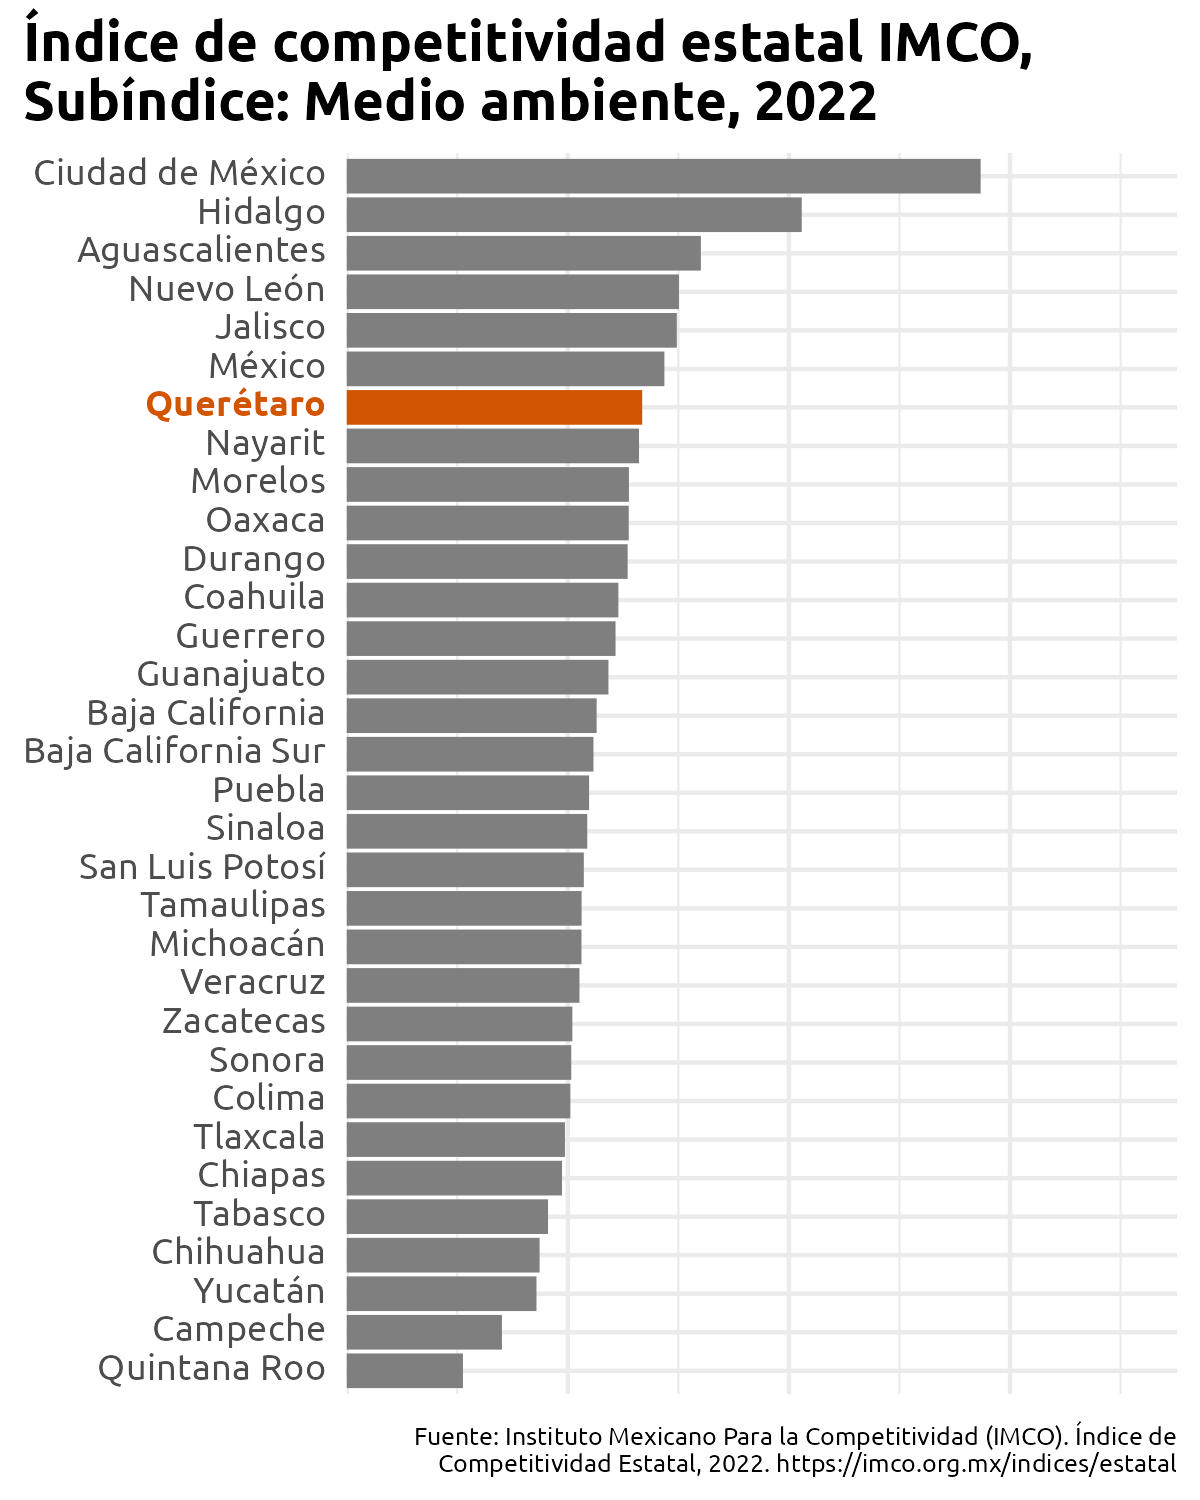 Índice de competitividad estatal IMCO,
Subíndice: Medio ambiente, 2022
Ciudad de México
Hidalgo
Aguascalientes
Nuevo León
Jalisco
México
Querétaro
Nayarit
Morelos
Oaxaca
Durango
Coahuila
Guerrero
Guanajuato
Baja California
Baja California Sur
Puebla
Sinaloa
San Luis Potosí
Tamaulipas
Michoacán
Veracruz
Zacatecas
Sonora
Colima
Tlaxcala
Chiapas
Tabasco
Chihuahua
Yucatán
Campeche
Quintana Roo
Fuente: Instituto Mexicano Para la Competitividad (IMCO). Índice de
Competitividad Estatal, 2022. https://imco.org.mx/indices/estatal